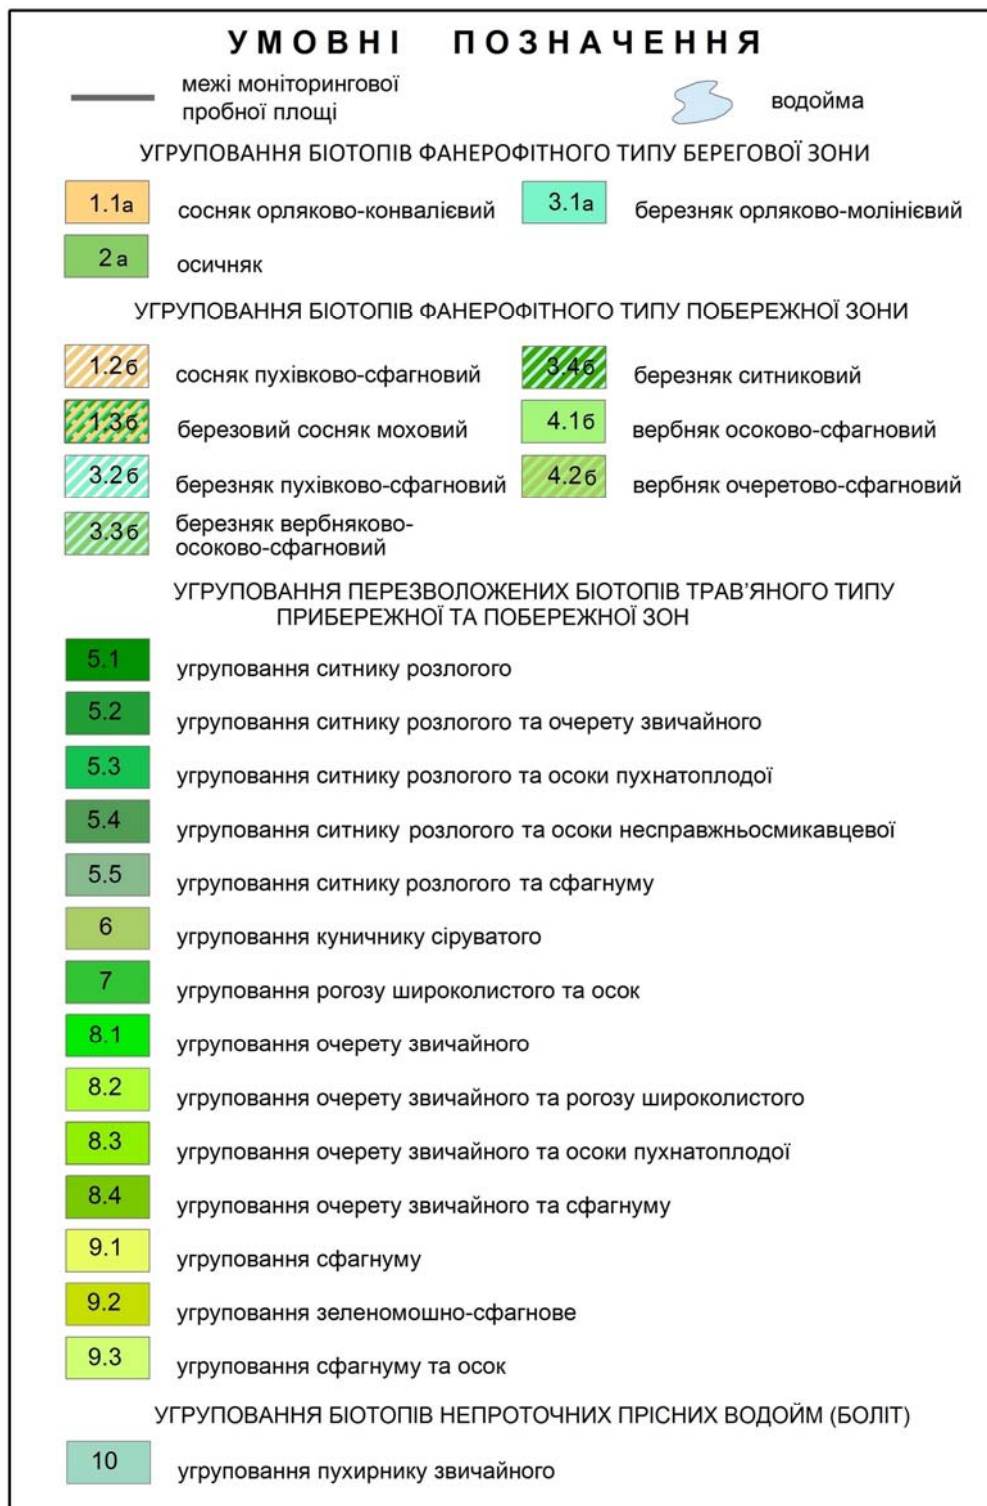 УМОВНІ ПОЗНАЧЕННЯ
межі моніторингової
пробної площі
водойма
УГРУПОВАННЯ БІОТОПІВ ФАНЕРОФІТНОГО ТИПУ БЕРЕГОВОЇ ЗОНИ
1.1а сосняк орляково-конвалієвий
3.1а березняк орляково-молінієвий
2а осичняк
УГРУПОВАННЯ БІОТОПІВ ФАНЕРОФІТНОГО ТИПУ ПОБЕРЕЖНОЇ ЗОНИ
1.2б сосняк пухівково-сфагновий
3.4б березняк ситниковий
1.3б березовий сосняк моховий
4.1б вербняк осоково-сфагновий
3.2б березняк пухівково-сфагновий
4.2б вербняк очеретово-сфагновий
3.3б березняк вербняково-
осоково-сфагновий
УГРУПОВАННЯ ПЕРЕЗВОЛОЖЕНИХ БІОТОПІВ ТРАВ’ЯНОГО ТИПУ
ПРИБЕРЕЖНОЇ ТА ПОБЕРЕЖНОЇ ЗОН
5.1 угруповання ситнику розлогого
5.2 угруповання ситнику розлогого та очерету звичайного
5.3 угруповання ситнику розлогого та осоки пухнатоплодої
5.4 угруповання ситнику розлогого та осоки несправжньосмикавцевої
5.5 угруповання ситнику розлогого та сфагнуму
6 угруповання куничнику сіруватого
7 угруповання рогозу широколистого та осок
8.1 угруповання очерету звичайного
8.2 угруповання очерету звичайного та рогозу широколистого
8.3 угруповання очерету звичайного та осоки пухнатоплодої
8.4 угруповання очерету звичайного та сфагнуму
9.1 угруповання сфагнуму
9.2 угруповання зеленомошно-сфагнове
9.3 угруповання сфагнуму та осок
УГРУПОВАННЯ БІОТОПІВ НЕПРОТОЧНИХ ПРІСНИХ ВОДОЙМ (БОЛІТ)
10 угруповання пухирнику звичайного